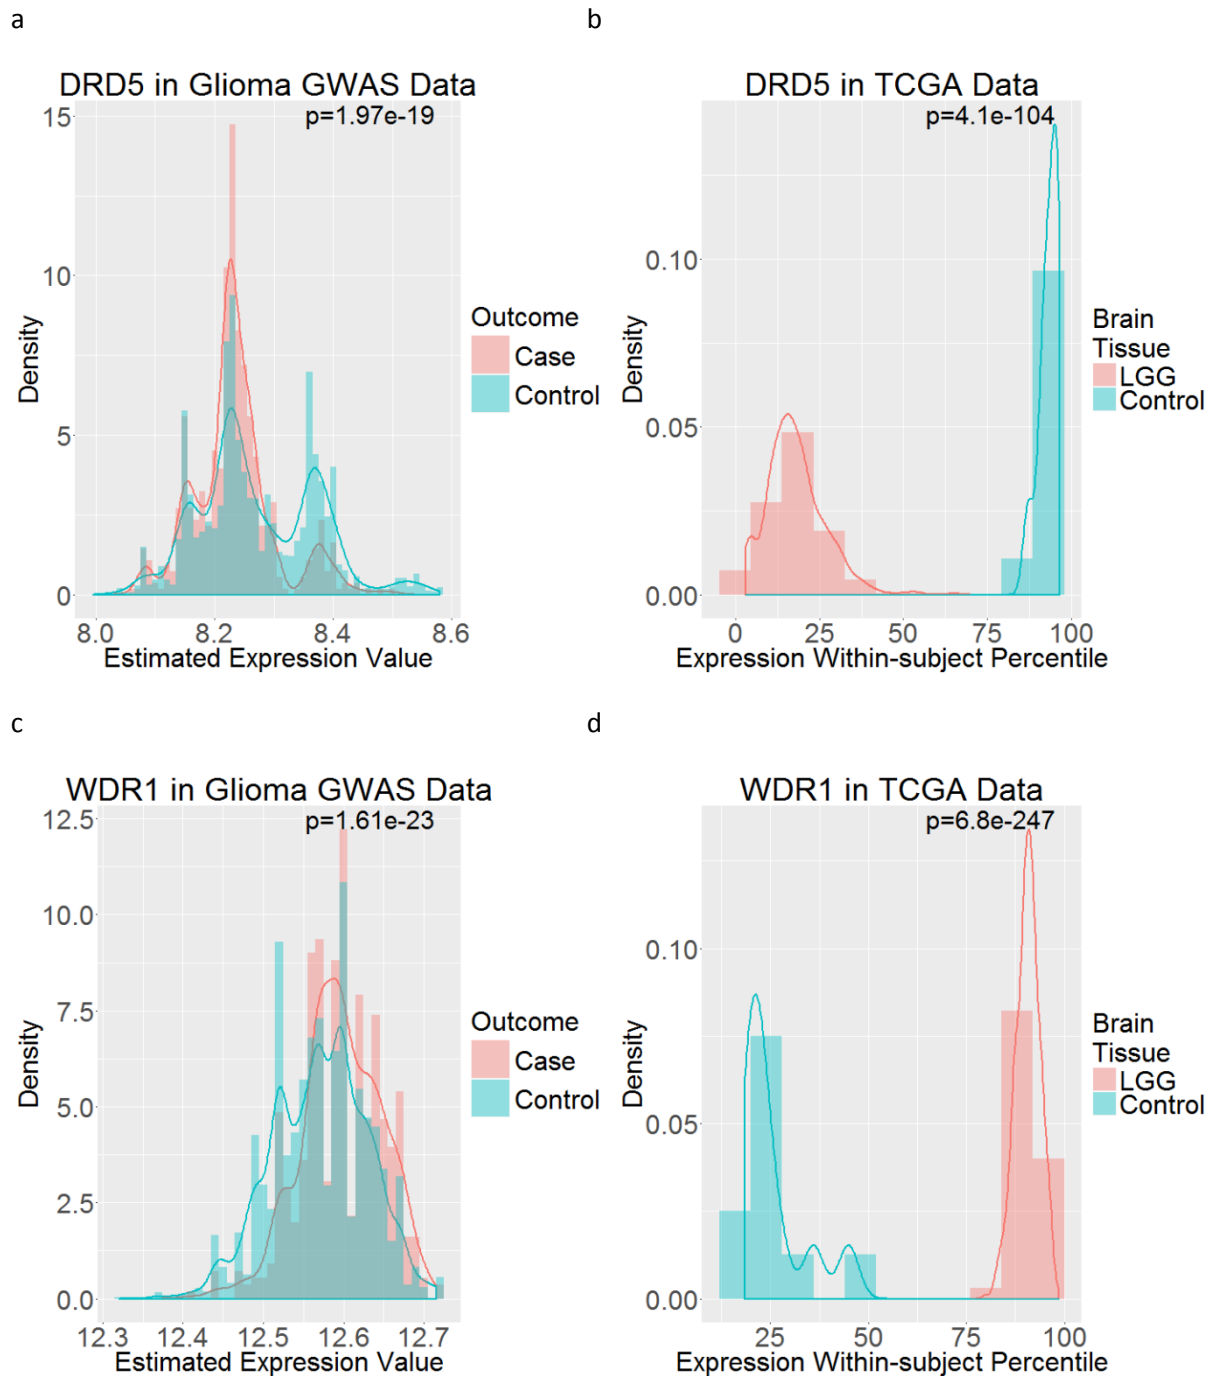 a
b
DRD5 in Glioma GWAS Data
p=1.97e-19
15
10
5
0
Density
8.0 8.2 8.4 8.6
Estimated Expression Value
Outcome
Case
Control
DRD5 in TCGA Data
p=4.1e-104
0.10
0.05
0.00
Density
0 25 50 75 100
Expression Within-subject Percentile
Brain
Tissue
LGG
Control
c
d
WDR1 in Glioma GWAS Data
p=1.61e-23
12.5
10.0
7.5
5.0
2.5
0.0
Density
12.3 12.4 12.5 12.6 12.7
Estimated Expression Value
Outcome
Case
Control
WDR1 in TCGA Data
p=6.8e-247
0.10
0.05
0.00
Density
25 50 75 100
Expression Within-subject Percentile
Brain
Tissue
LGG
Control